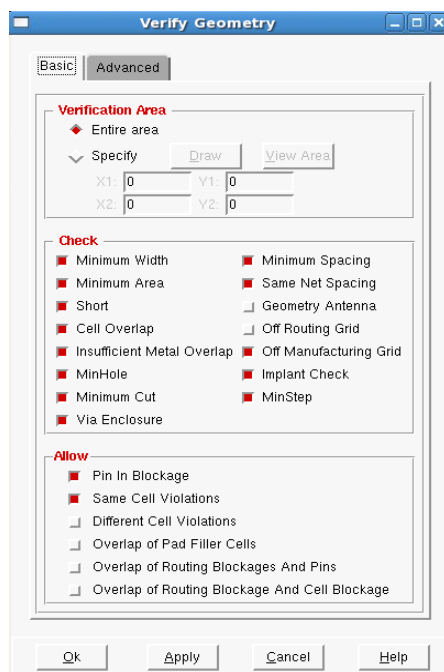 Verify Geometry
Basic Advanced
Verification Area
Entire area
Specify Draw View Area
X1: 0 Y1: 0
X2: 0 Y2: 0
Check
Minimum Width Minimum Spacing
Minimum Area Same Net Spacing
Short Geometry Antenna
Cell Overlap Off Routing Grid
Insufficient Metal Overlap Off Manufacturing Grid
MinHole Implant Check
Minimum Cut MinStep
Via Enclosure
Allow
Pin In Blockage
Same Cell Violations
Different Cell Violations
Overlap of Pad Filler Cells
Overlap of Routing Blockages And Pins
Overlap of Routing Blockage And Cell Blockage
Ok Apply Cancel Help